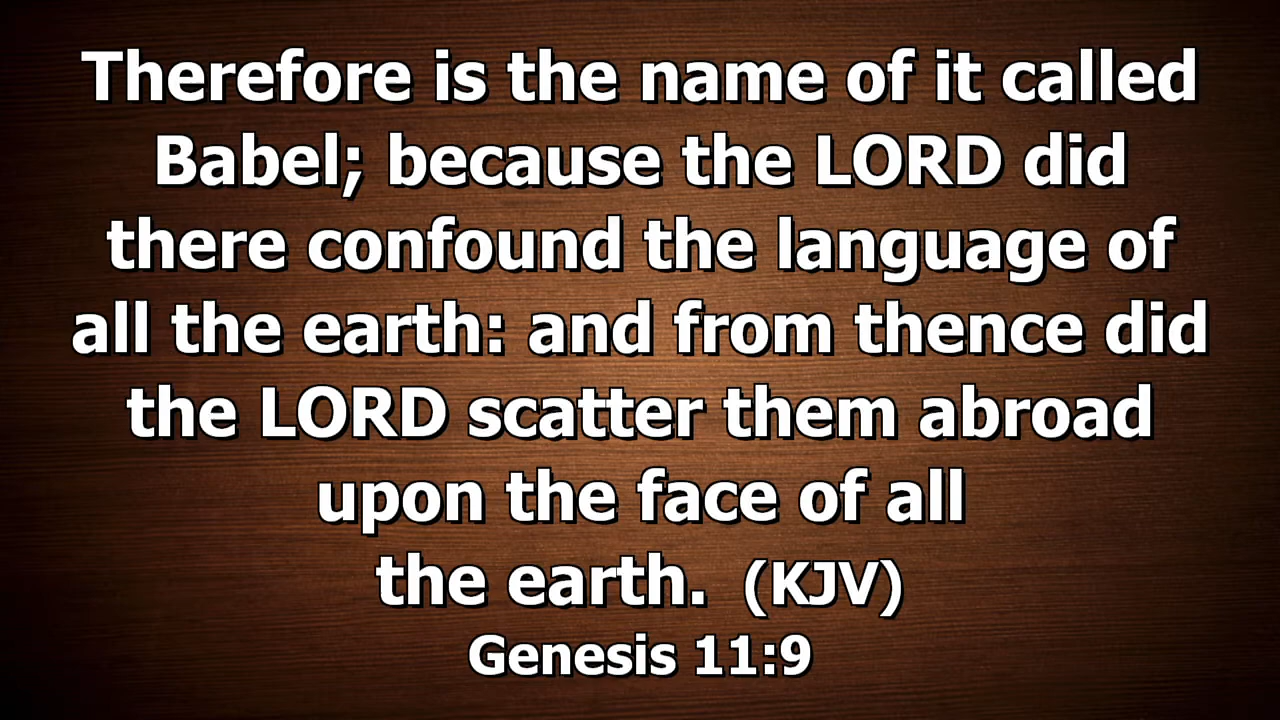 Therefore is the name of it called
Babel; because the LORD did
there confound the language of
all the earth: and from thence did
the LORD scatter them abroad
upon the face of all
the earth. (KJV)
Genesis 11:9